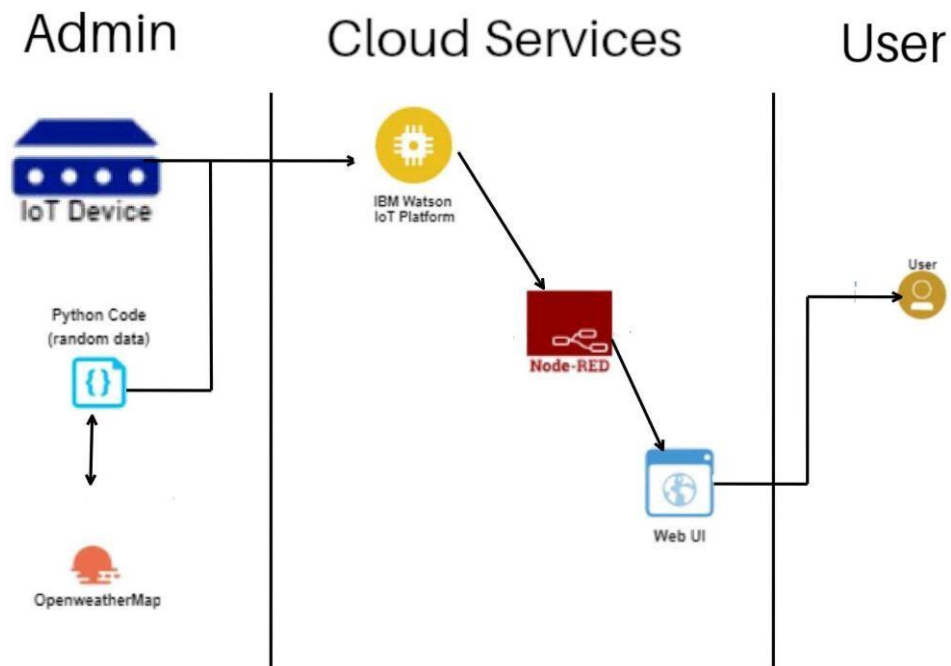 Admin
Cloud Services
User
IoT Device
IBM Watson
IoT Platform
Python Code
(random data)
User
Node-RED
Web UI
OpenweatherMap